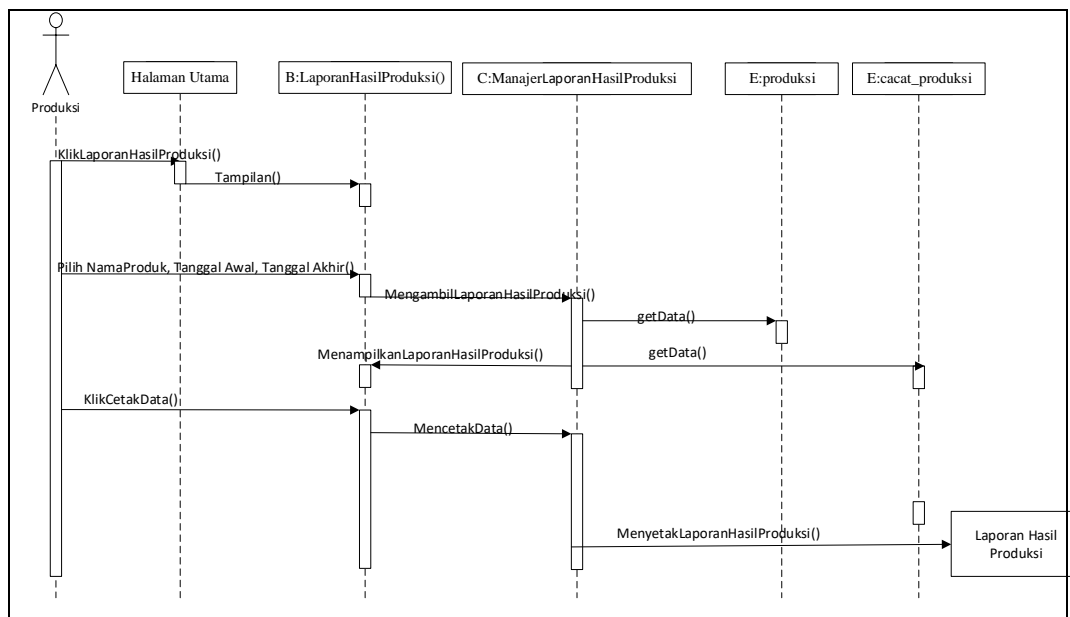 Halaman Utama
B:LaporanHasilProduksi()
C:ManajerLaporanHasilProduksi
E:produksi
E:cacat_produksi
Produksi
KlikLaporanHasilProduksi()
Tampilan()
Pilih NamaProduk, Tanggal Awal, Tanggal Akhir()
MengambilLaporanHasilProduksi()
getData()
MenampilkanLaporanHasilProduksi()
getData()
KlikCetakData()
MencetakData()
MenyetakLaporanHasilProduksi()
Laporan Hasil
Produksi